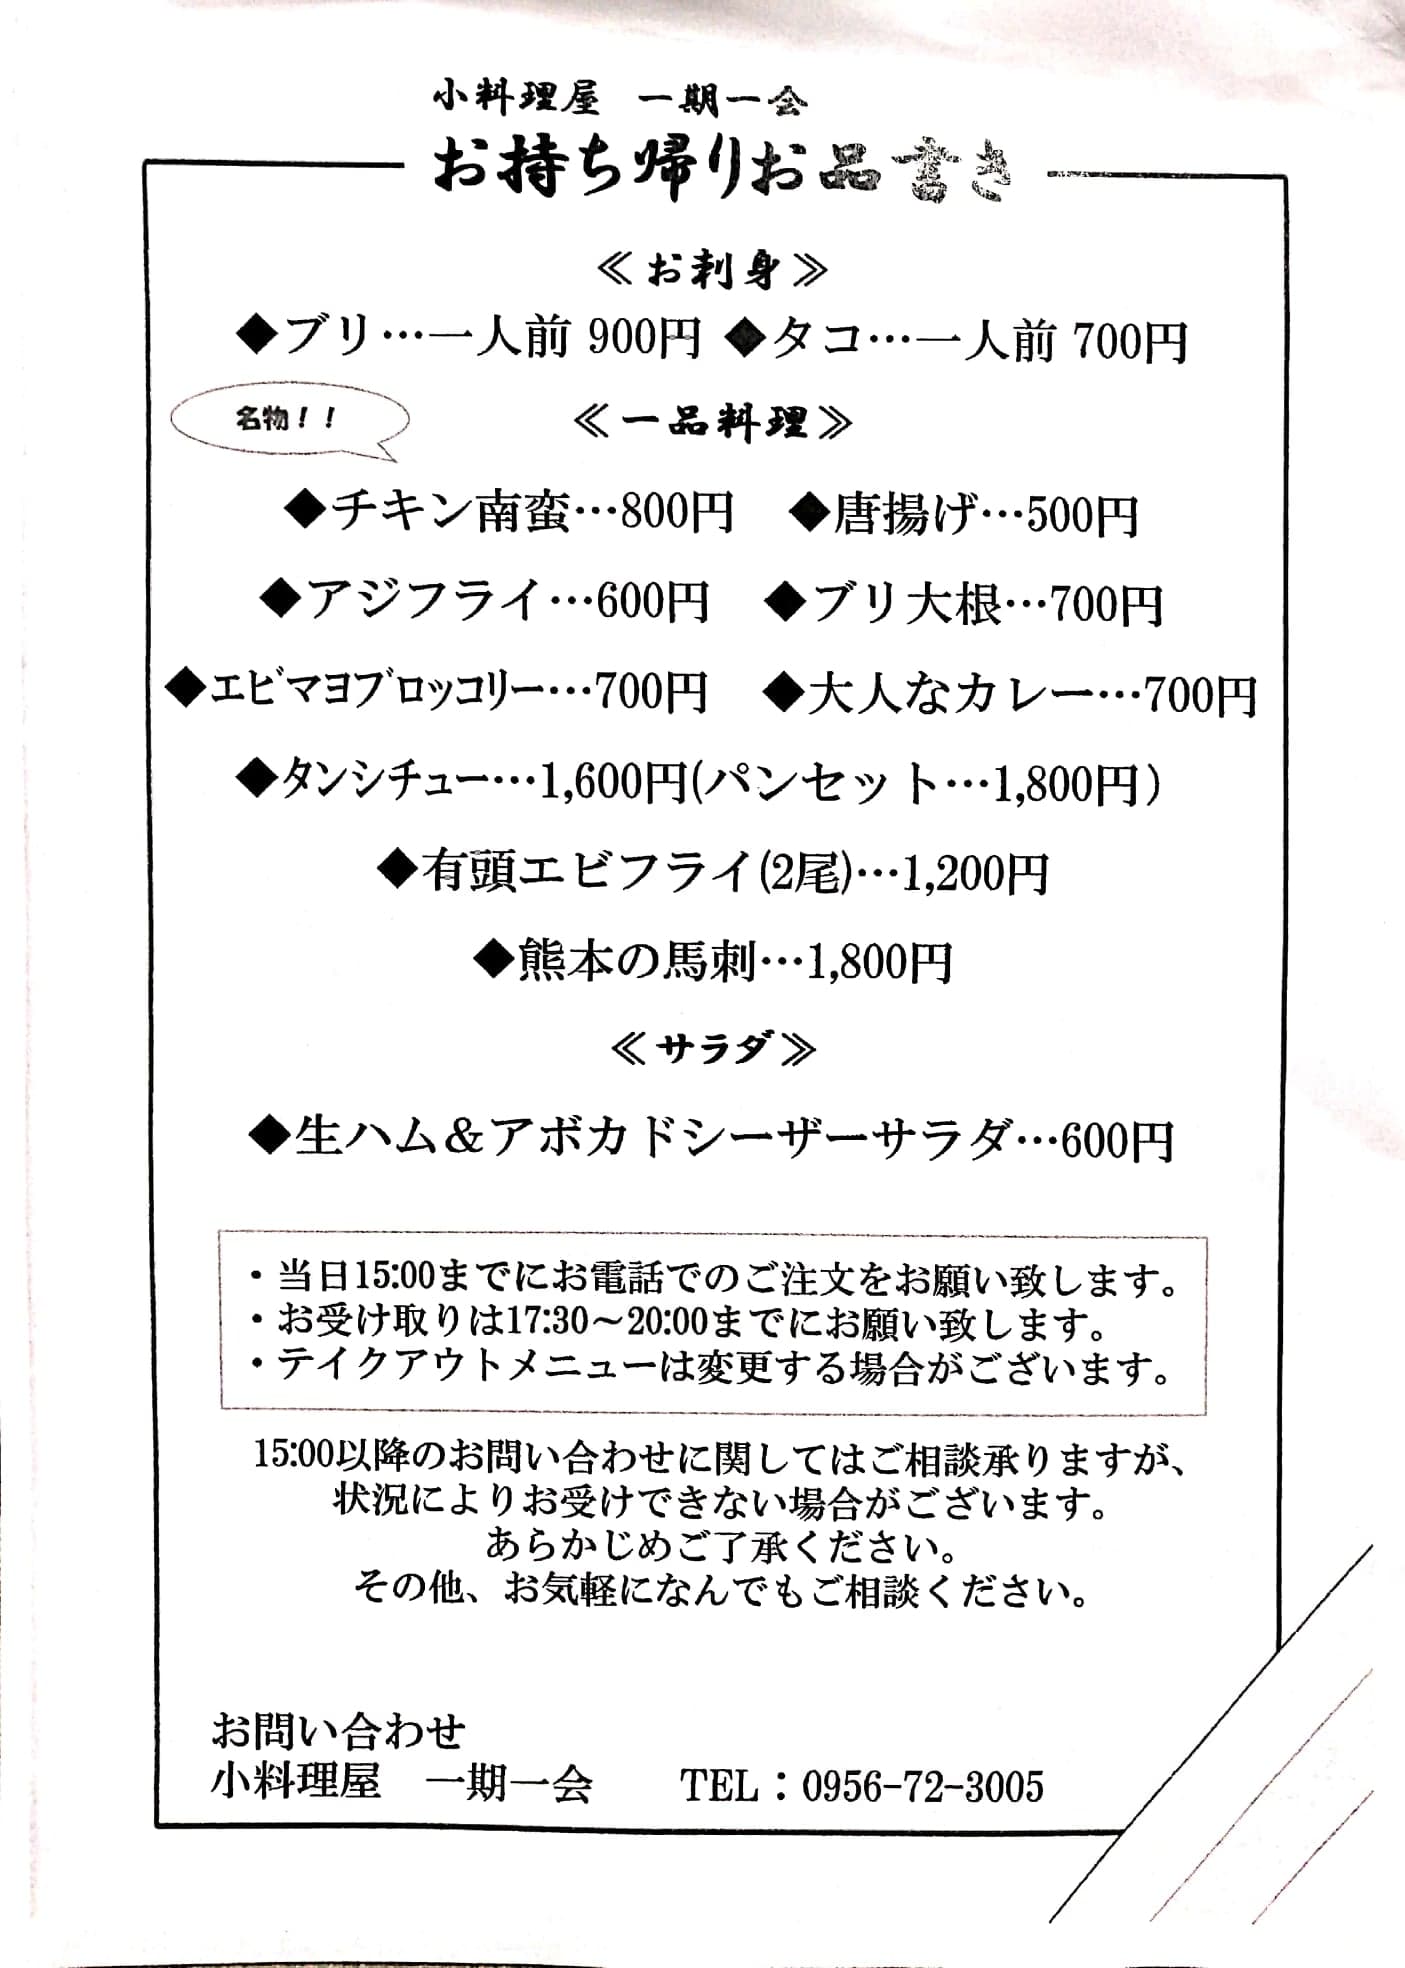 小料理屋　一期一会
お持ち帰りお品書き
≪お刺身≫
◆ブリ…一人前 900円 ◆タコ…一人前 700円
名物！！
≪一品料理≫
◆チキン南蛮…800円　◆唐揚げ…500円
◆アジフライ…600円　◆ブリ大根…700円
◆エビマヨブロッコリー…700円　◆大人なカレー…700円
◆タンシチュー…1,600円(パンセット…1,800円）
◆有頭エビフライ(2尾)…1,200円
◆熊本の馬刺…1,800円
≪サラダ≫
◆生ハム＆アボカドシーザーサラダ…600円
・当日15:00までにお電話でのご注文をお願い致します。
・お受け取りは17:30～20:00までにお願い致します。
・テイクアウトメニューは変更する場合がございます。
15:00以降のお問い合わせに関してはご相談承りますが、
状況によりお受けできない場合がございます。
あらかじめご了承ください。
その他、お気軽になんでもご相談ください。
お問い合わせ
小料理屋　一期一会　　TEL：0956-72-3005